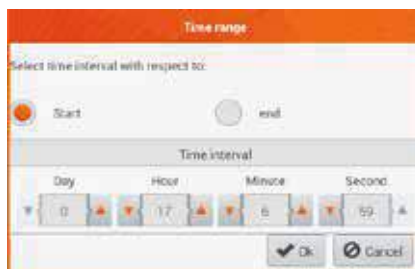 Time range
Select time interval with respect to:
Start end
Time interval
Day Hour Minute Second
0 17 6 59
Ok Cancel